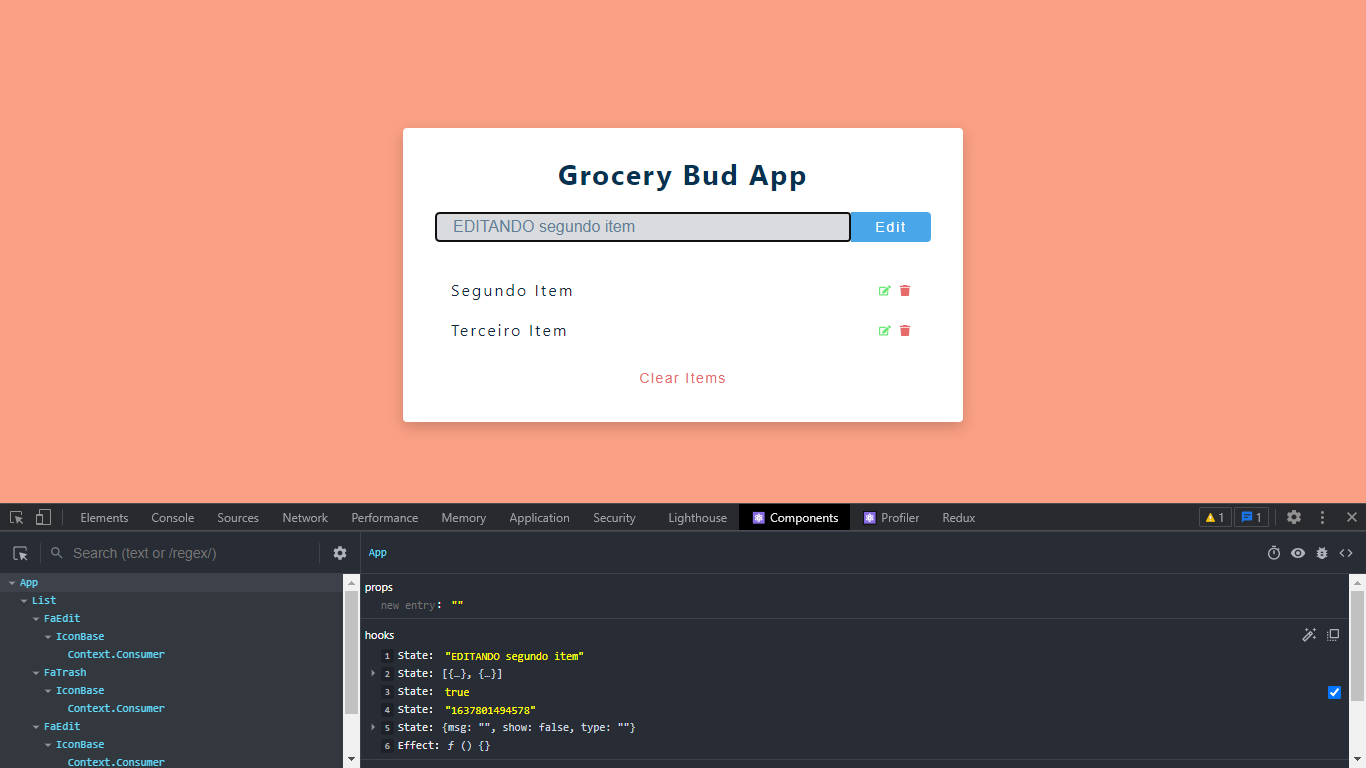 Grocery Bud App
EDITANDO segundo item
Edit
Segundo Item
Terceiro Item
Clear Items
Elements Console Sources Network Performance Memory Application Security Lighthouse Components Profiler Redux 1 1
Search (text or /regex/)
App
List
FaEdit
IconBase
Context.Consumer
FaTrash
IconBase
Context.Consumer
FaEdit
IconBase
Context.Consumer
App
props
new entry: ""
hooks
1 State: "EDITANDO segundo item"
2 State: [{…}, {…}]
3 State: true
4 State: "1637801494578"
5 State: {msg: "", show: false, type: ""}
6 Effect: ƒ () {}